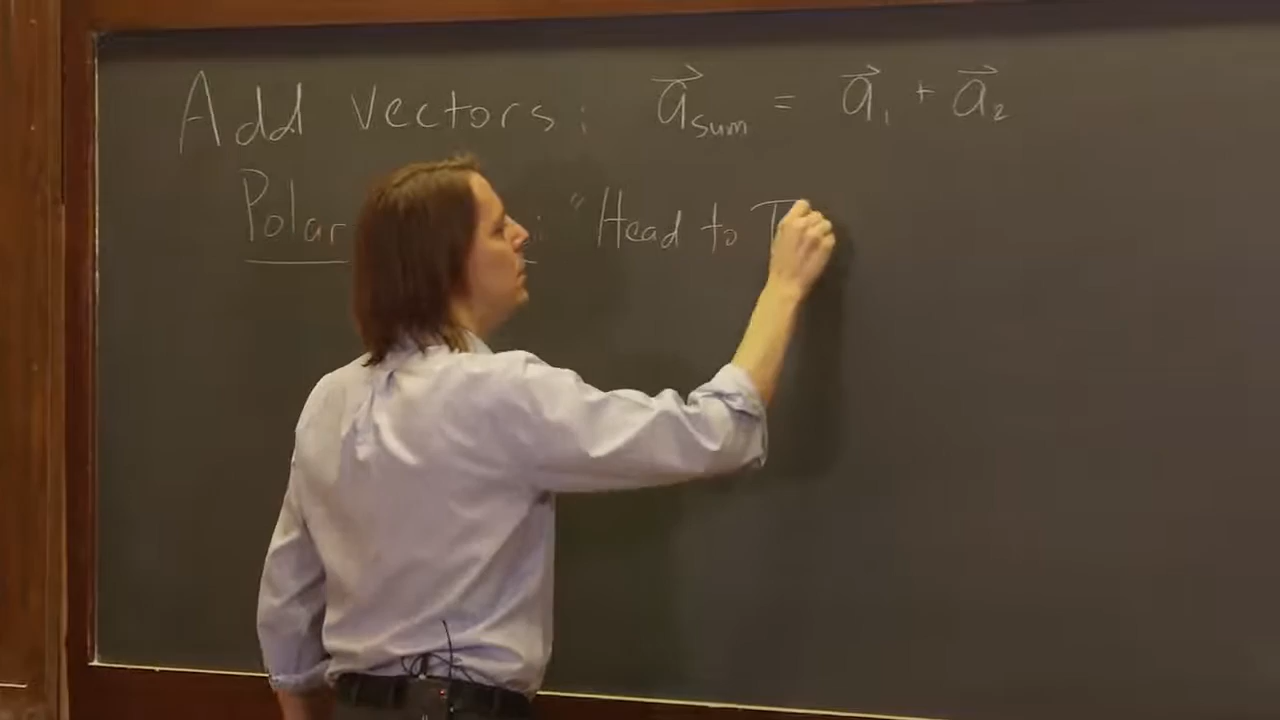 Add vectors: a⃗sum = a⃗₁ + a⃗₂
Polar : "Head to T